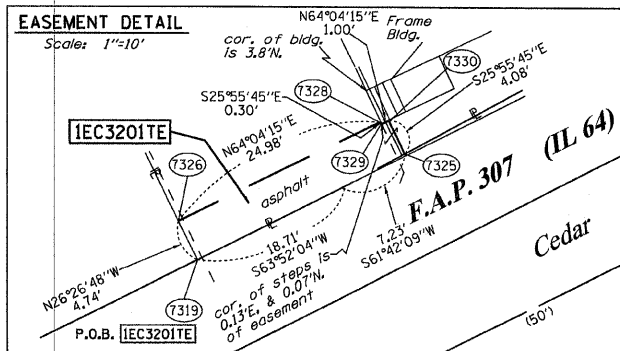 EASEMENT DETAIL
Scale: 1"=10'
N64°04'15"E
1.00'
Frame
Bldg.
cor. of bldg.
is 3.8'N.
7330
S25°55'45"E
4.08'
7328
S25°55'45"E
0.30'
1EC3201TE
N64°04'15"E
24.98'
7326
7329
7325
asphalt
PL
PL
F.A.P. 307 (IL 64)
18.71'
S63°52'04"W
7.23'
S61°42'09"W
Cedar
cor. of steps is
0.13'E. & 0.07'N.
of easement
N26°26'48"W
4.74'
7319
P.O.B. 1EC3201TE
(50')